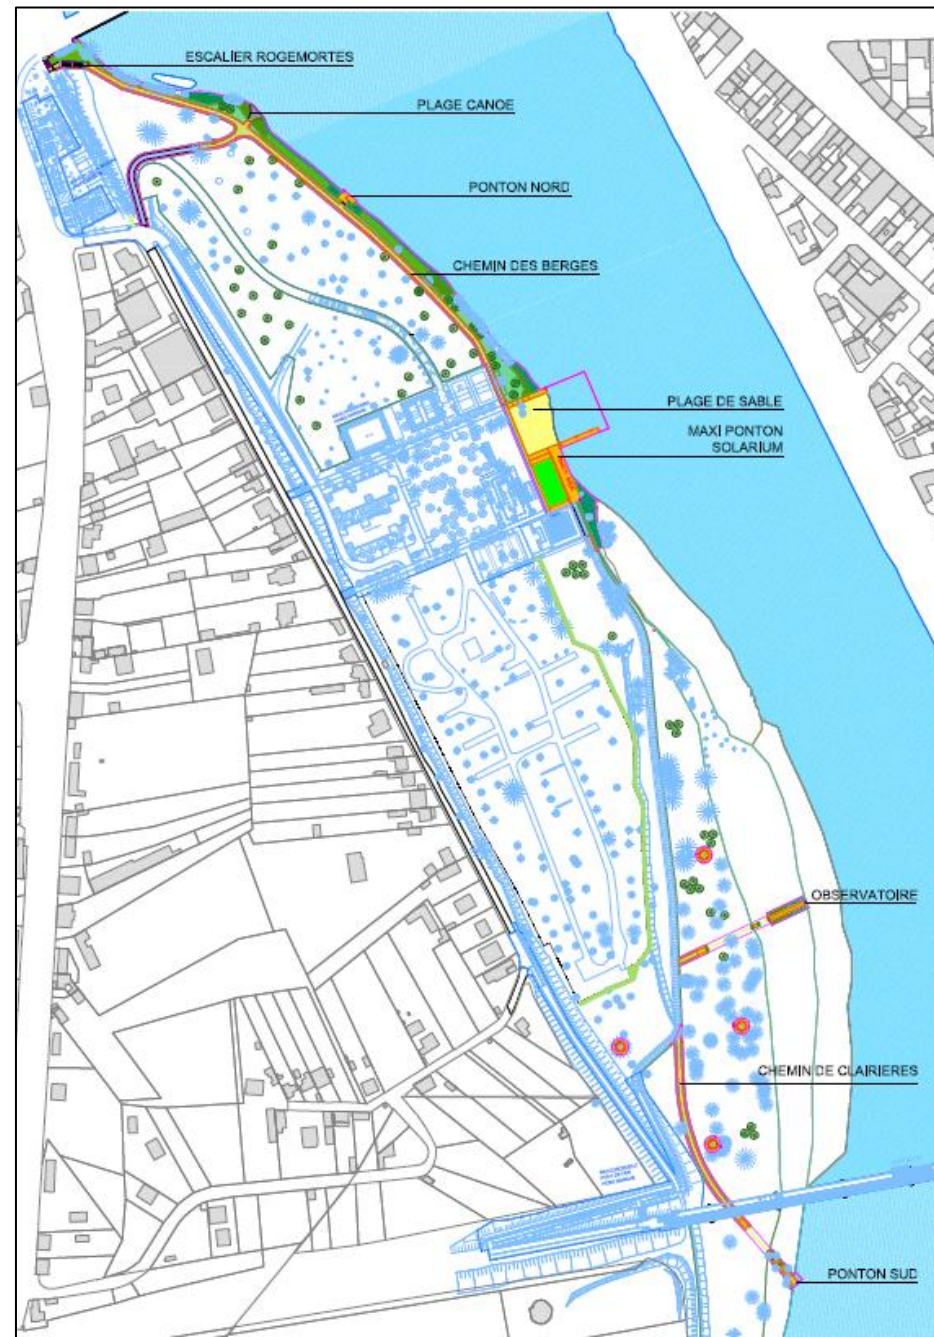 ESCALIER ROGEMORTES
PLAGE CANOE
PONTON NORD
CHEMIN DES BERGES
PLAGE DE SABLE
MAXI PONTON
SOLARIUM
OBSERVATOIRE
CHEMIN DE CLAIRIERES
PONTON SUD